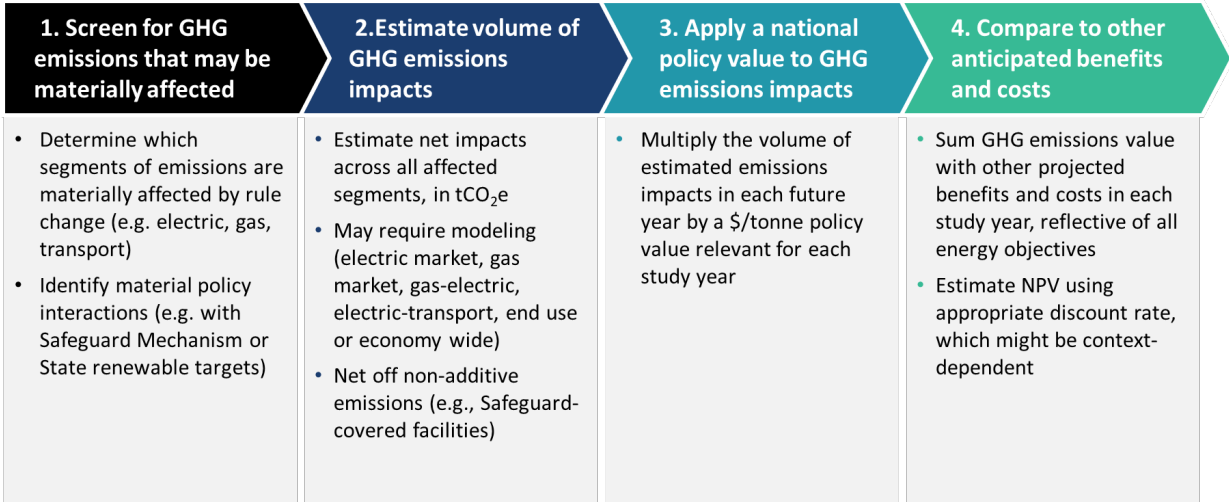 1. Screen for GHG
emissions that may be
materially affected
• Determine which
segments of emissions are
materially affected by rule
change (e.g. electric, gas,
transport)
• Identify material policy
interactions (e.g. with
Safeguard Mechanism or
State renewable targets)
2.Estimate volume of
GHG emissions
impacts
• Estimate net impacts
across all affected
segments, in tCO₂e
• May require modeling
(electric market, gas
market, gas-electric,
electric-transport, end use
or economy wide)
• Net off non-additive
emissions (e.g., Safeguard-
covered facilities)
3. Apply a national
policy value to GHG
emissions impacts
• Multiply the volume of
estimated emissions
impacts in each future
year by a $/tonne policy
value relevant for each
study year
4. Compare to other
anticipated benefits
and costs
• Sum GHG emissions value
with other projected
benefits and costs in each
study year, reflective of all
energy objectives
• Estimate NPV using
appropriate discount rate,
which might be context-
dependent